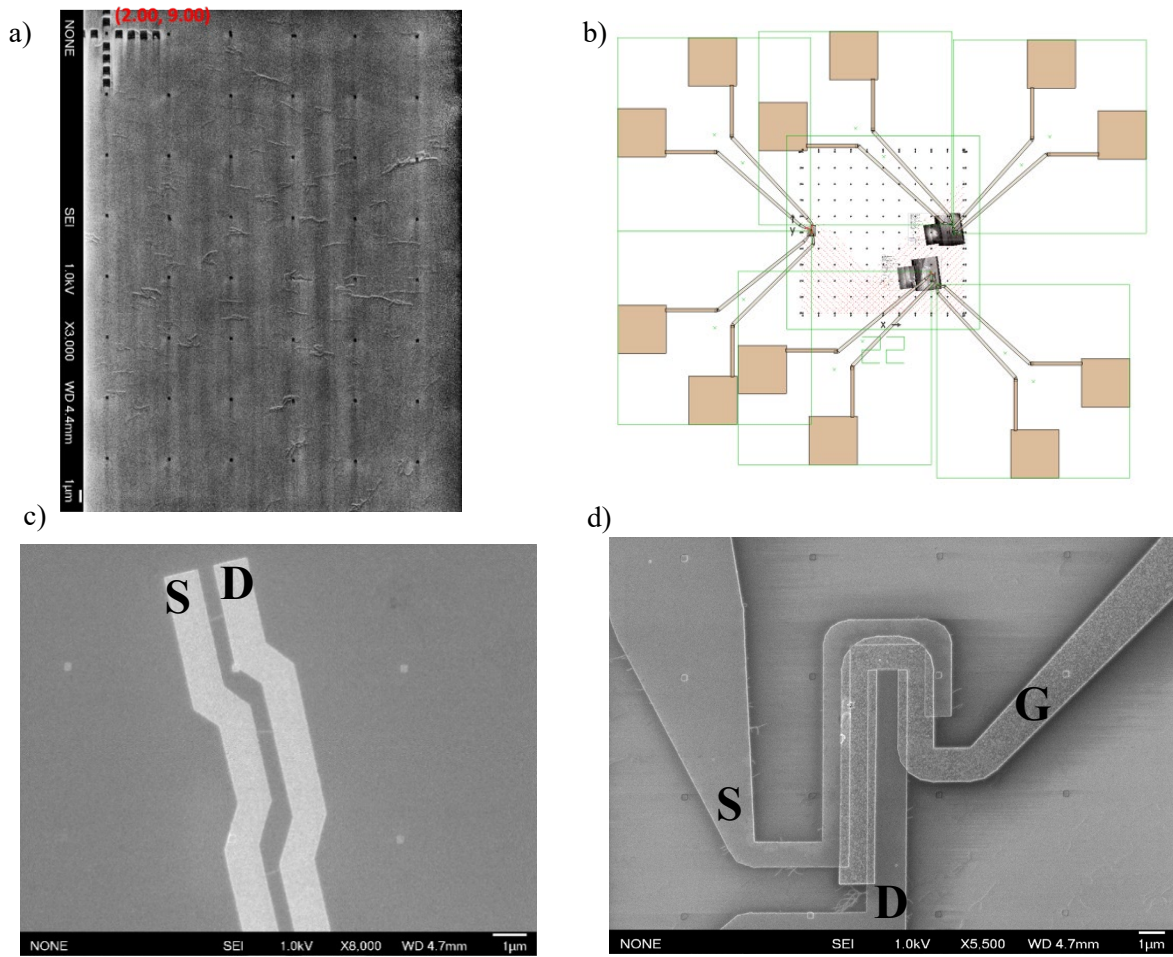 a)
(2.00, 9.00)
NONE SEI 1.0kV X3,000 WD 4.4mm 1µm
b)
y
x
22
c)
S D
NONE SEI 1.0kV X8,000 WD 4.7mm 1µm
d)
S
G
D
NONE SEI 1.0kV X5,500 WD 4.7mm 1µm